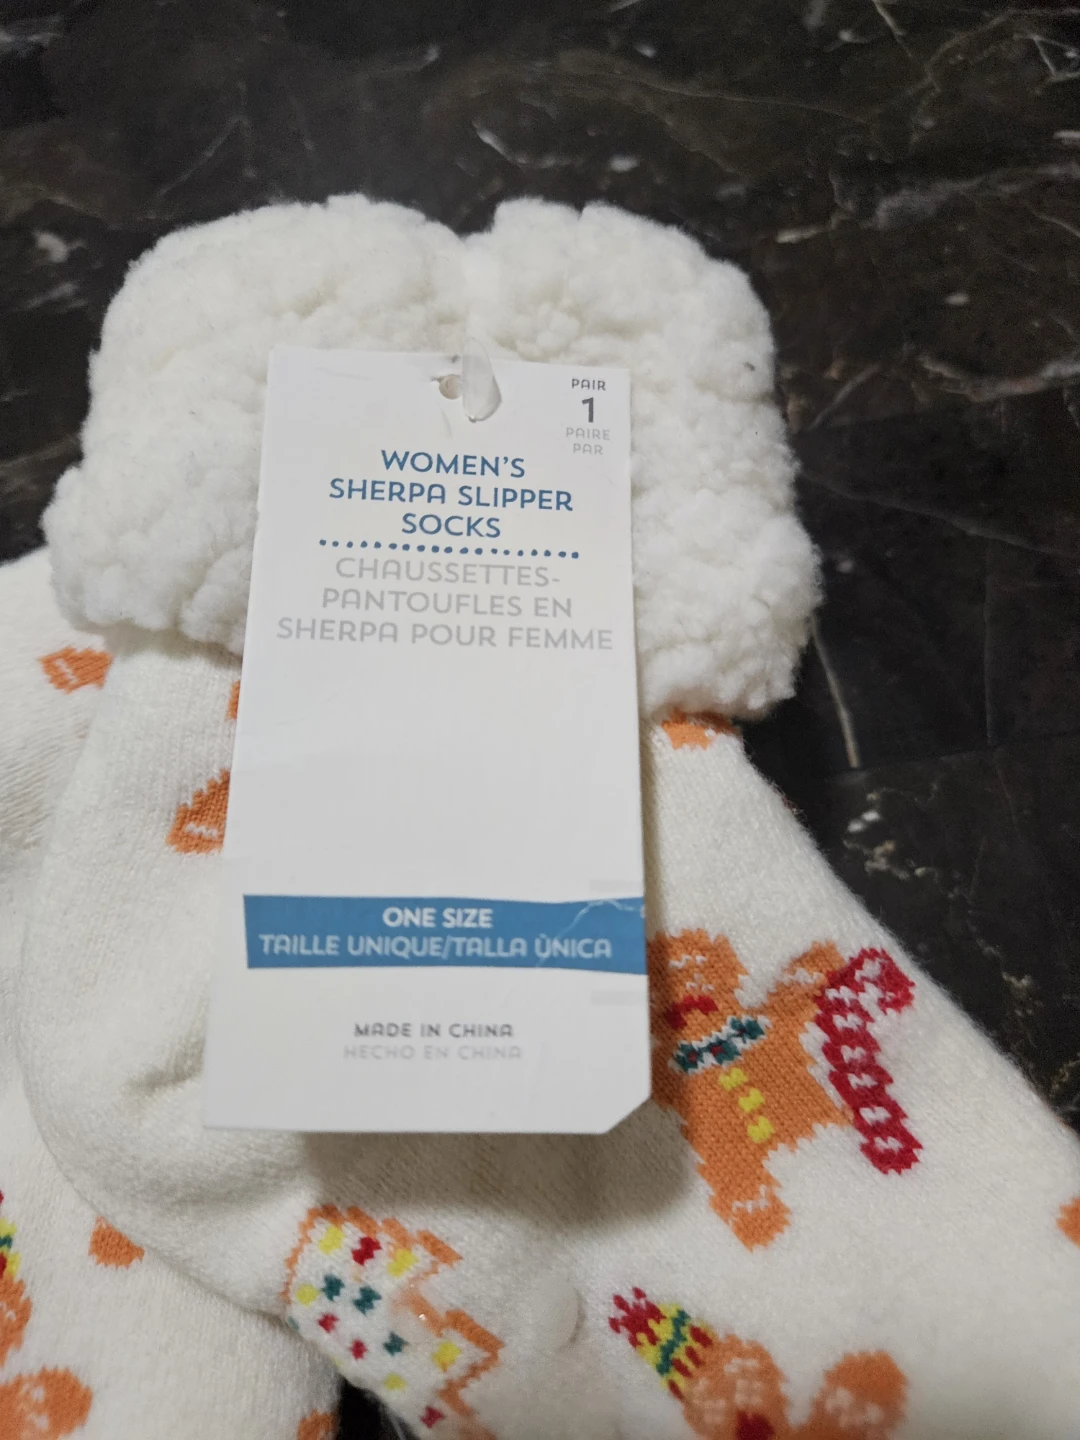 PAIR
1
PAIRE
PAR
WOMEN'S
SHERPA SLIPPER
SOCKS
CHAUSSETTES-
PANTOUFLES EN
SHERPA POUR FEMME
ONE SIZE
TAILLE UNIQUE/TALLA ÚNICA
MADE IN CHINA
HECHO EN CHINA